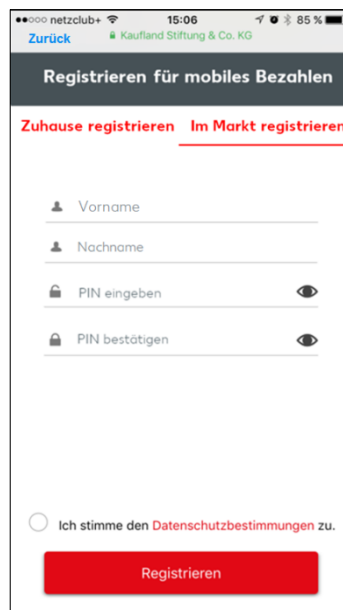 netzclub+ 15:06 85 %
Zurück Kaufland Stiftung & Co. KG
Registrieren für mobiles Bezahlen
Zuhause registrieren Im Markt registrieren
Vorname
Nachname
PIN eingeben
PIN bestätigen
Ich stimme den Datenschutzbestimmungen zu.
Registrieren